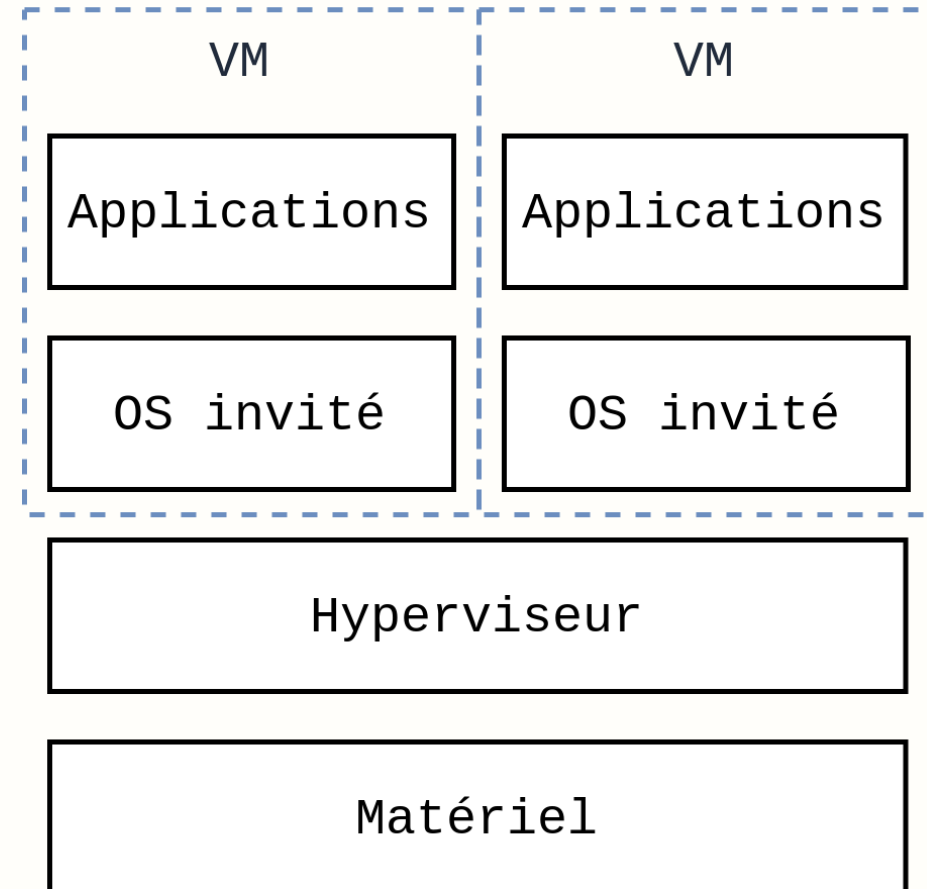 VM VM
Applications Applications
OS invité OS invité
Hyperviseur
Matériel